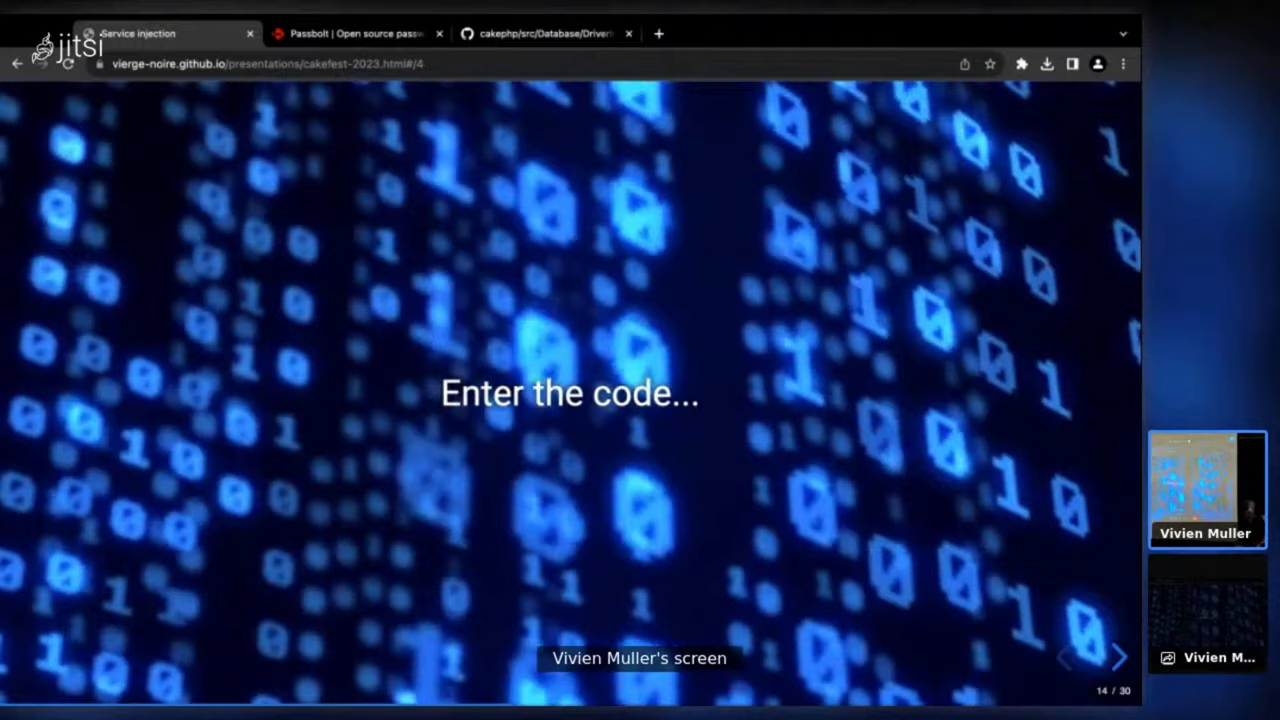 Service injection
Passbolt | Open source passw
cakephp/src/Database/Driver
jitsi
vierge-noire.github.io/presentations/cakefest-2023.html#/4
Enter the code...
Vivien Muller
Vivien Muller's screen
Vivien M...
14 / 30